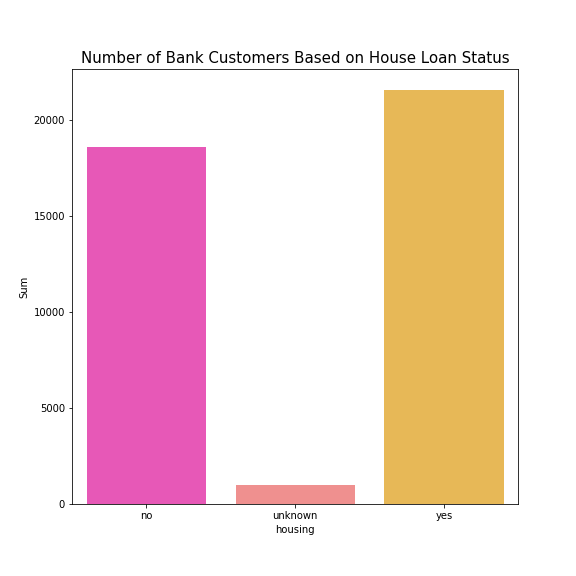 Number of Bank Customers Based on House Loan Status
20000
15000
10000
5000
0
Sum
no unknown yes
housing